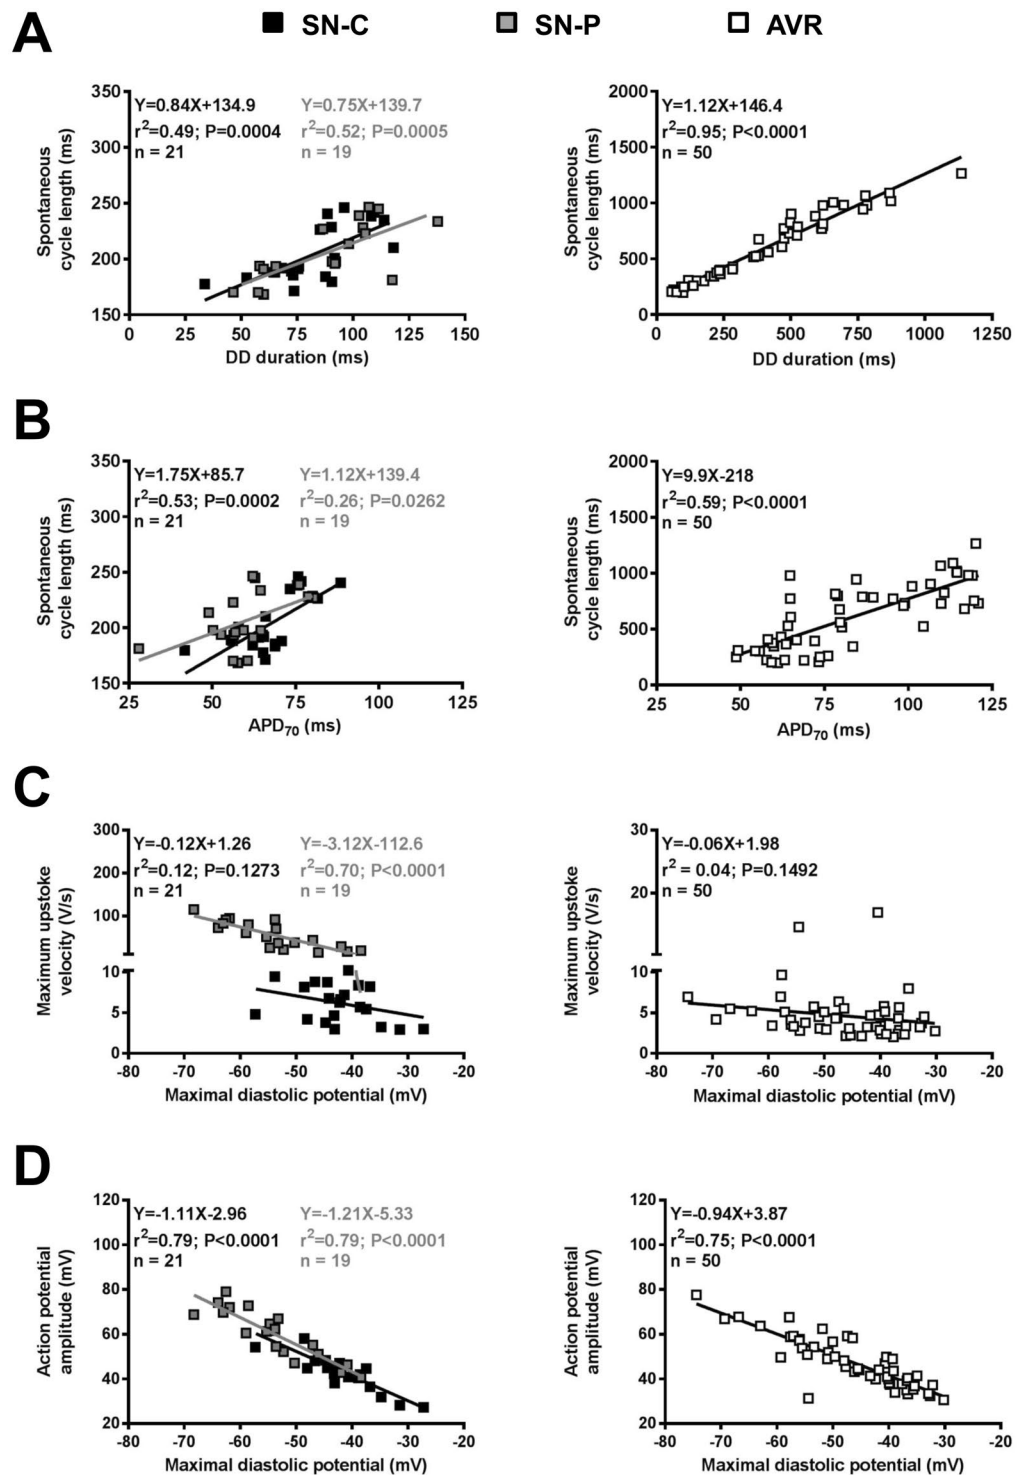 A
SN-C SN-P AVR
350
300
250
200
150
Spontaneous
cycle length (ms)
Y=0.84X+134.9 Y=0.75X+139.7
r²=0.49; P=0.0004 r²=0.52; P=0.0005
n = 21 n = 19
0 25 50 75 100 125 150
DD duration (ms)
2000
1500
1000
500
0
Spontaneous
cycle length (ms)
Y=1.12X+146.4
r²=0.95; P<0.0001
n = 50
0 250 500 750 1000 1250
DD duration (ms)
B
350
300
250
200
150
Spontaneous
cycle length (ms)
Y=1.75X+85.7 Y=1.12X+139.4
r²=0.53; P=0.0002 r²=0.26; P=0.0262
n = 21 n = 19
25 50 75 100 125
APD₇₀ (ms)
2000
1500
1000
500
0
Spontaneous
cycle length (ms)
Y=9.9X-218
r²=0.59; P<0.0001
n = 50
25 50 75 100 125
APD₇₀ (ms)
C
300
200
100
10
5
0
Maximum upstoke
velocity (V/s)
Y=-0.12X+1.26 Y=-3.12X-112.6
r²=0.12; P=0.1273 r²=0.70; P<0.0001
n = 21 n = 19
-80 -70 -60 -50 -40 -30 -20
Maximal diastolic potential (mV)
30
20
10
5
0
Maximum upstoke
velocity (V/s)
Y=-0.06X+1.98
r² = 0.04; P=0.1492
n = 50
-80 -70 -60 -50 -40 -30 -20
Maximal diastolic potential (mV)
D
120
100
80
60
40
20
Action potential
amplitude (mV)
Y=-1.11X-2.96 Y=-1.21X-5.33
r²=0.79; P<0.0001 r²=0.79; P<0.0001
n = 21 n = 19
-80 -70 -60 -50 -40 -30 -20
Maximal diastolic potential (mV)
120
100
80
60
40
20
Action potential
amplitude (mV)
Y=-0.94X+3.87
r²=0.75; P<0.0001
n = 50
-80 -70 -60 -50 -40 -30 -20
Maximal diastolic potential (mV)